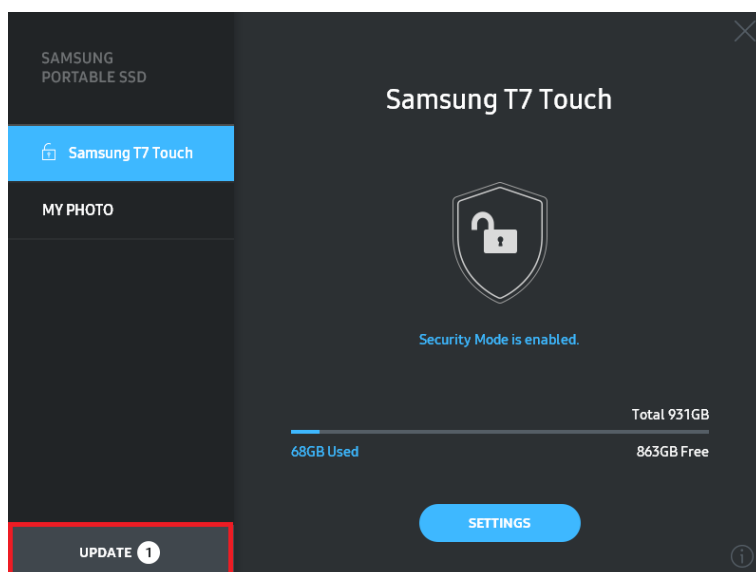 SAMSUNG
PORTABLE SSD
Samsung T7 Touch
MY PHOTO
UPDATE 1
Samsung T7 Touch
Security Mode is enabled.
Total 931GB
68GB Used
863GB Free
SETTINGS